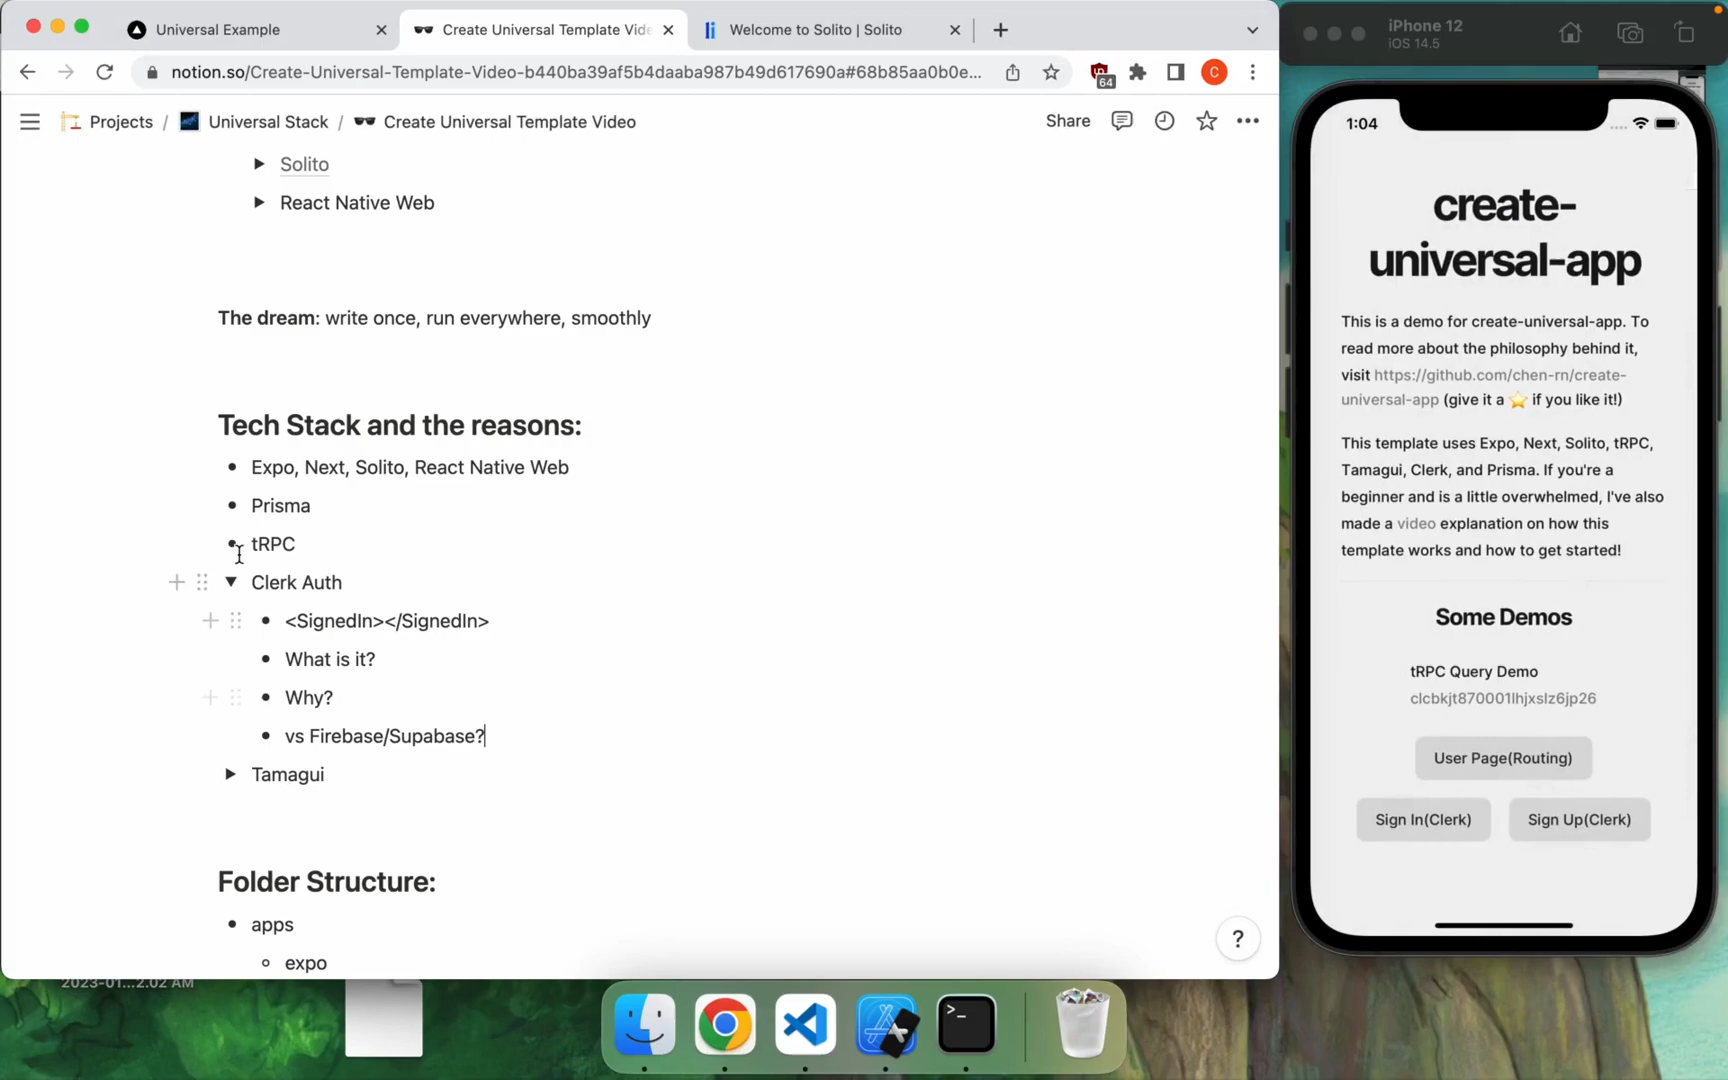 Universal Example
Create Universal Template Vide
Welcome to Solito | Solito
notion.so/Create-Universal-Template-Video-b440ba39af5b4daaba987b49d617690a#68b85aa0b0e...
64
C
Projects / Universal Stack / Create Universal Template Video
Share
Solito
React Native Web
The dream: write once, run everywhere, smoothly
Tech Stack and the reasons:
Expo, Next, Solito, React Native Web
Prisma
tRPC
Clerk Auth
<SignedIn></SignedIn>
What is it?
Why?
vs Firebase/Supabase?
Tamagui
Folder Structure:
apps
expo
?
2023-01...2.02 AM
iPhone 12
iOS 14.5
1:04
create-
universal-app
This is a demo for create-universal-app. To
read more about the philosophy behind it,
visit https://github.com/chen-rn/create-
universal-app (give it a ⭐ if you like it!)
This template uses Expo, Next, Solito, tRPC,
Tamagui, Clerk, and Prisma. If you're a
beginner and is a little overwhelmed, I've also
made a video explanation on how this
template works and how to get started!
Some Demos
tRPC Query Demo
clcbkjt870001lhjxslz6jp26
User Page(Routing)
Sign In(Clerk)
Sign Up(Clerk)